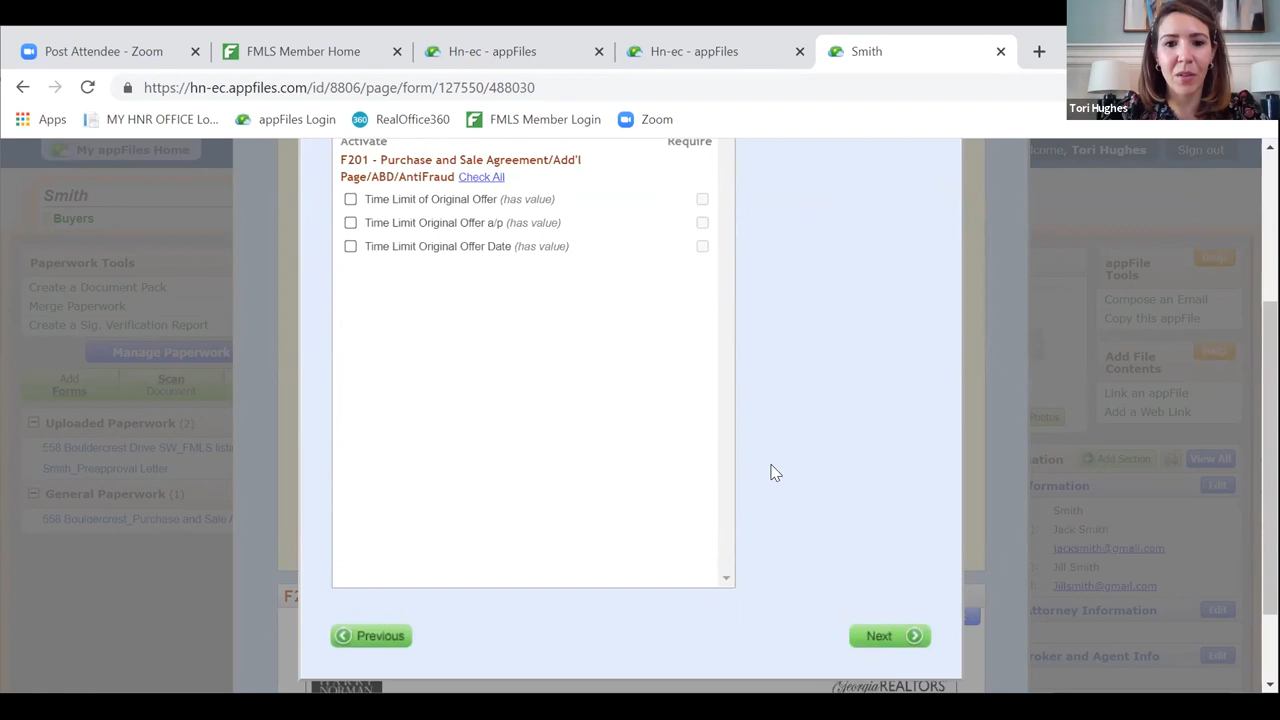 Post Attendee - Zoom
FMLS Member Home
Hn-ec - appFiles
Hn-ec - appFiles
Smith
https://hn-ec.appfiles.com/id/8806/page/form/127550/488030
Tori Hughes
Apps
MY HNR OFFICE Lo...
appFiles Login
RealOffice360
FMLS Member Login
Zoom
My appFiles Home
Tori Hughes
Sign out
Activate
Require
Smith
Buyers
F201 - Purchase and Sale Agreement/Add'l
Page/ABD/AntiFraud Check All
Time Limit of Original Offer (has value)
Time Limit Original Offer a/p (has value)
Time Limit Original Offer Date (has value)
Paperwork Tools
Create a Document Pack
Merge Paperwork
Create a Sig. Verification Report
Manage Paperwork
Add
Forms
Scan
Document
Uploaded Paperwork (2)
558 Bouldercrest Drive SW_FMLS listi
Smith_Preapproval Letter
General Paperwork (1)
558 Bouldercrest_Purchase and Sale A
appFile
Tools
Help
Compose an Email
Copy this appFile
Add File
Contents
Help
Link an appFile
Add a Web Link
Photos
Add Section
View All
Edit
Smith
Jack Smith
jacksmith@gmail.com
Jill Smith
Jillsmith@gmail.com
Attorney Information
Edit
roker and Agent Info
Edit
Previous
Next
HARRY
NORMAN
Georgia REALTORS